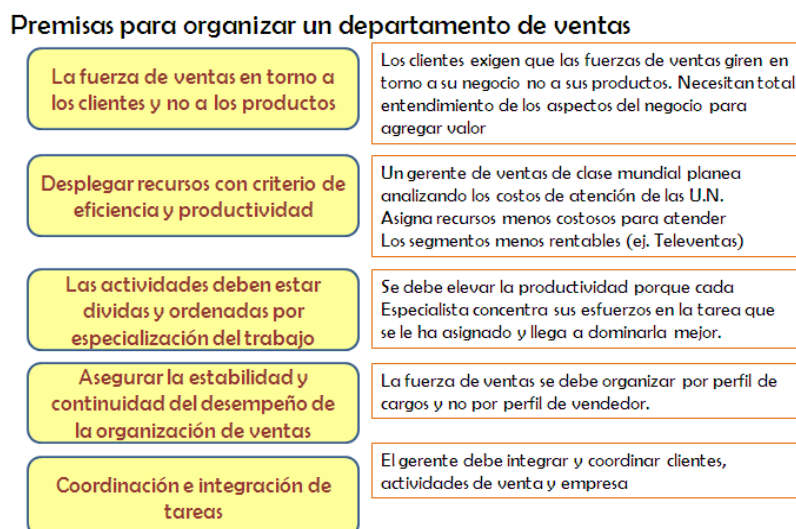 Premisas para organizar un departamento de ventas
La fuerza de ventas en torno a
los clientes y no a los productos
Los clientes exigen que las fuerzas de ventas giren en
torno a su negocio no a sus productos. Necesitan total
entendimiento de los aspectos del negocio para
agregar valor
Desplegar recursos con criterio de
eficiencia y productividad
Un gerente de ventas de clase mundial planea
analizando los costos de atención de las U.N.
Asigna recursos menos costosos para atender
Los segmentos menos rentables (ej. Televentas)
Las actividades deben estar
dividas y ordenadas por
especialización del trabajo
Se debe elevar la productividad porque cada
Especialista concentra sus esfuerzos en la tarea que
se le ha asignado y llega a dominarla mejor.
Asegurar la estabilidad y
continuidad del desempeño de
la organización de ventas
La fuerza de ventas se debe organizar por perfil de
cargos y no por perfil de vendedor.
Coordinación e integración de
tareas
El gerente debe integrar y coordinar clientes,
actividades de venta y empresa